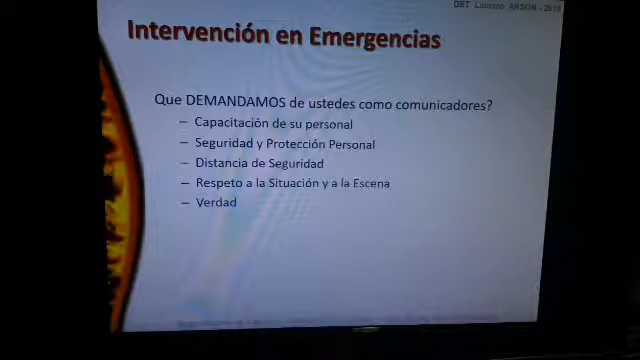 Intervención en Emergencias
Que DEMANDAMOS de ustedes como comunicadores?
– Capacitación de su personal
– Seguridad y Protección Personal
– Distancia de Seguridad
– Respeto a la Situación y a la Escena
– Verdad